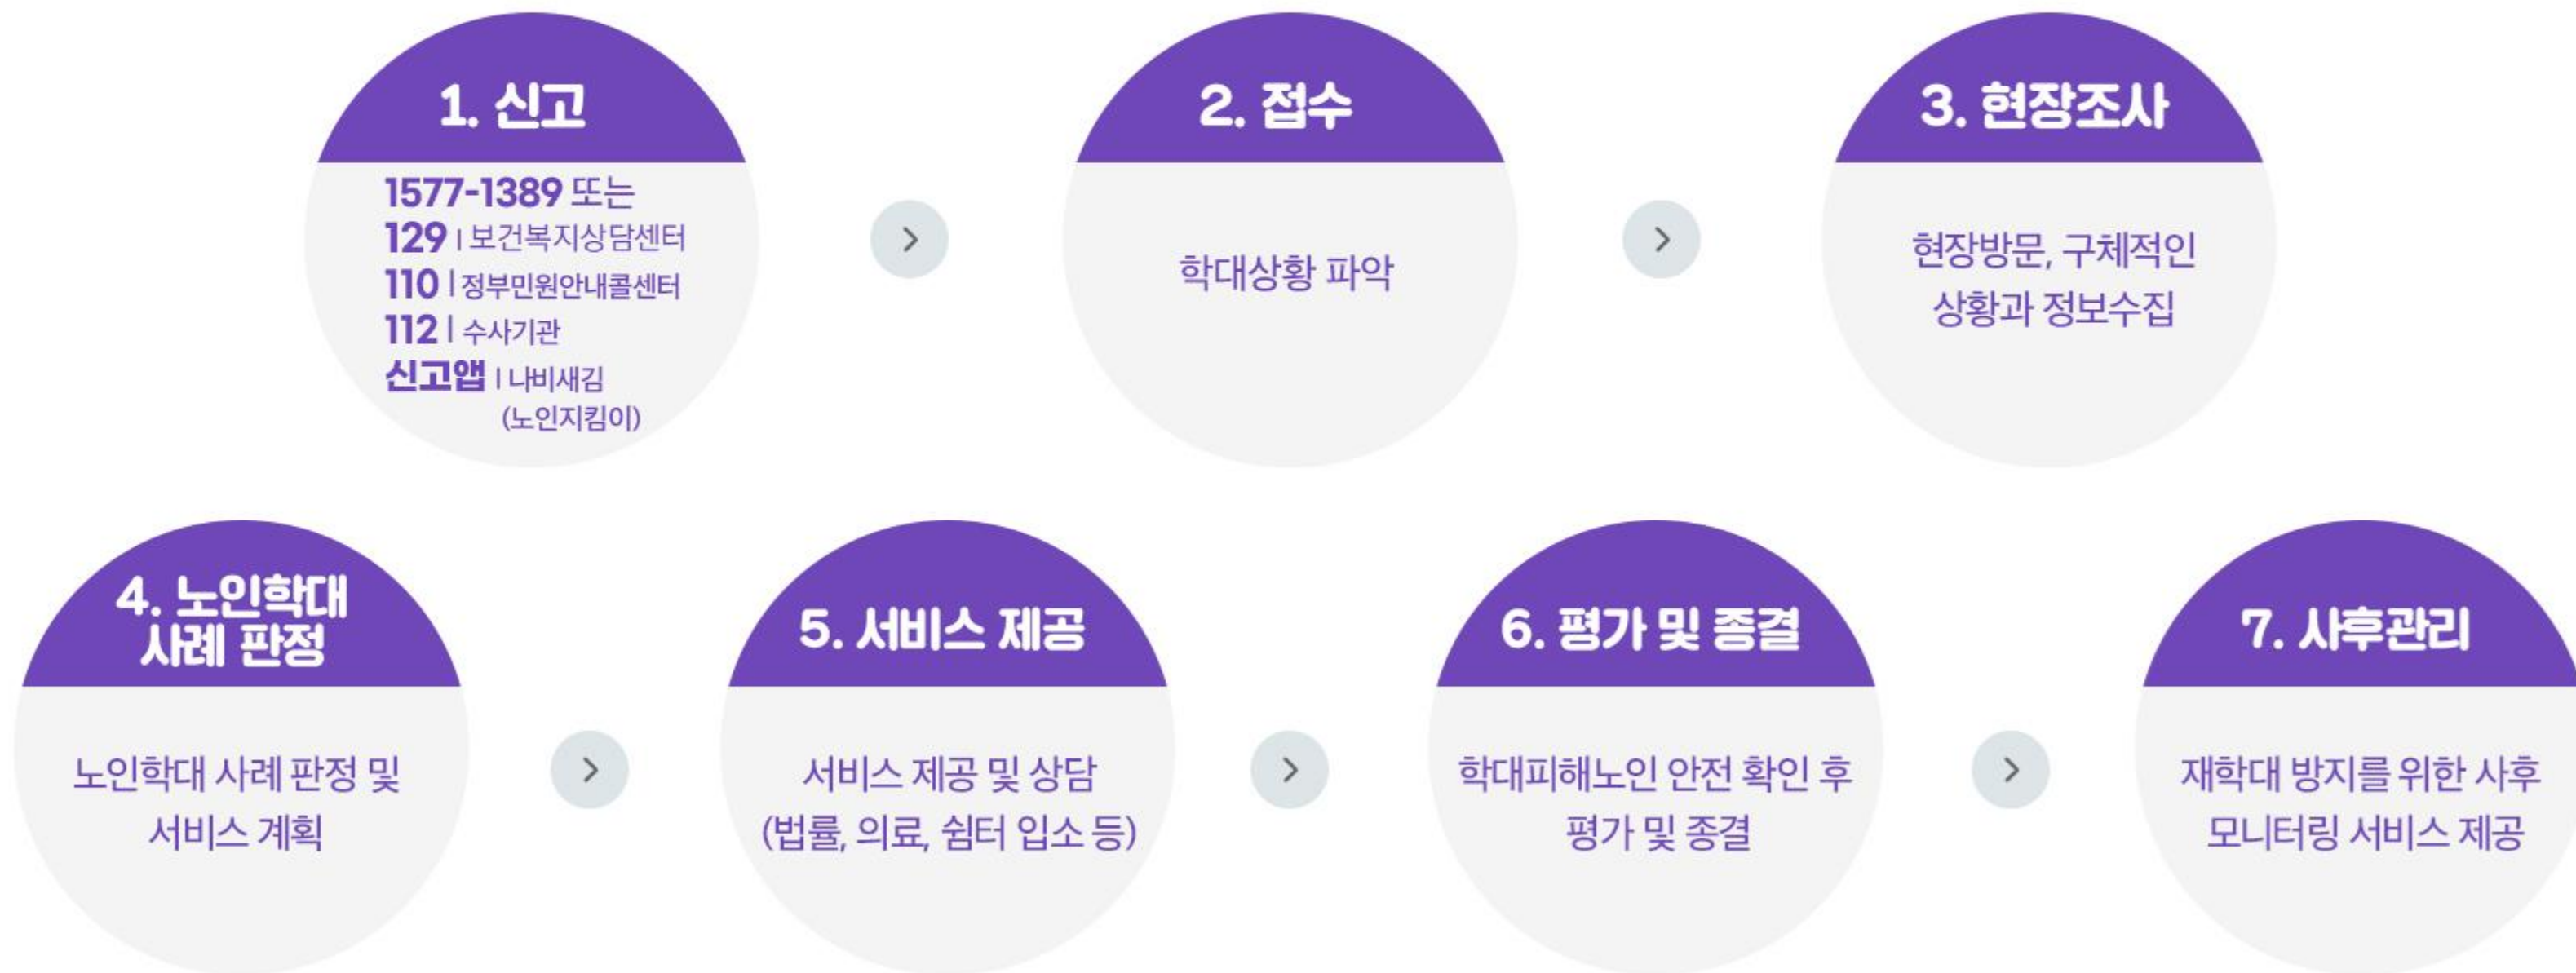 1. 신고
1577-1389 또는
129 | 보건복지상담센터
110 | 정부민원안내콜센터
112 | 수사기관
신고앱 | 나비새김
(노인지킴이)
2. 접수
학대상황 파악
3. 현장조사
현장방문, 구체적인
상황과 정보수집
4. 노인학대
사례 판정
노인학대 사례 판정 및
서비스 계획
5. 서비스 제공
서비스 제공 및 상담
(법률, 의료, 쉼터 입소 등)
6. 평가 및 종결
학대피해노인 안전 확인 후
평가 및 종결
7. 사후관리
재학대 방지를 위한 사후
모니터링 서비스 제공